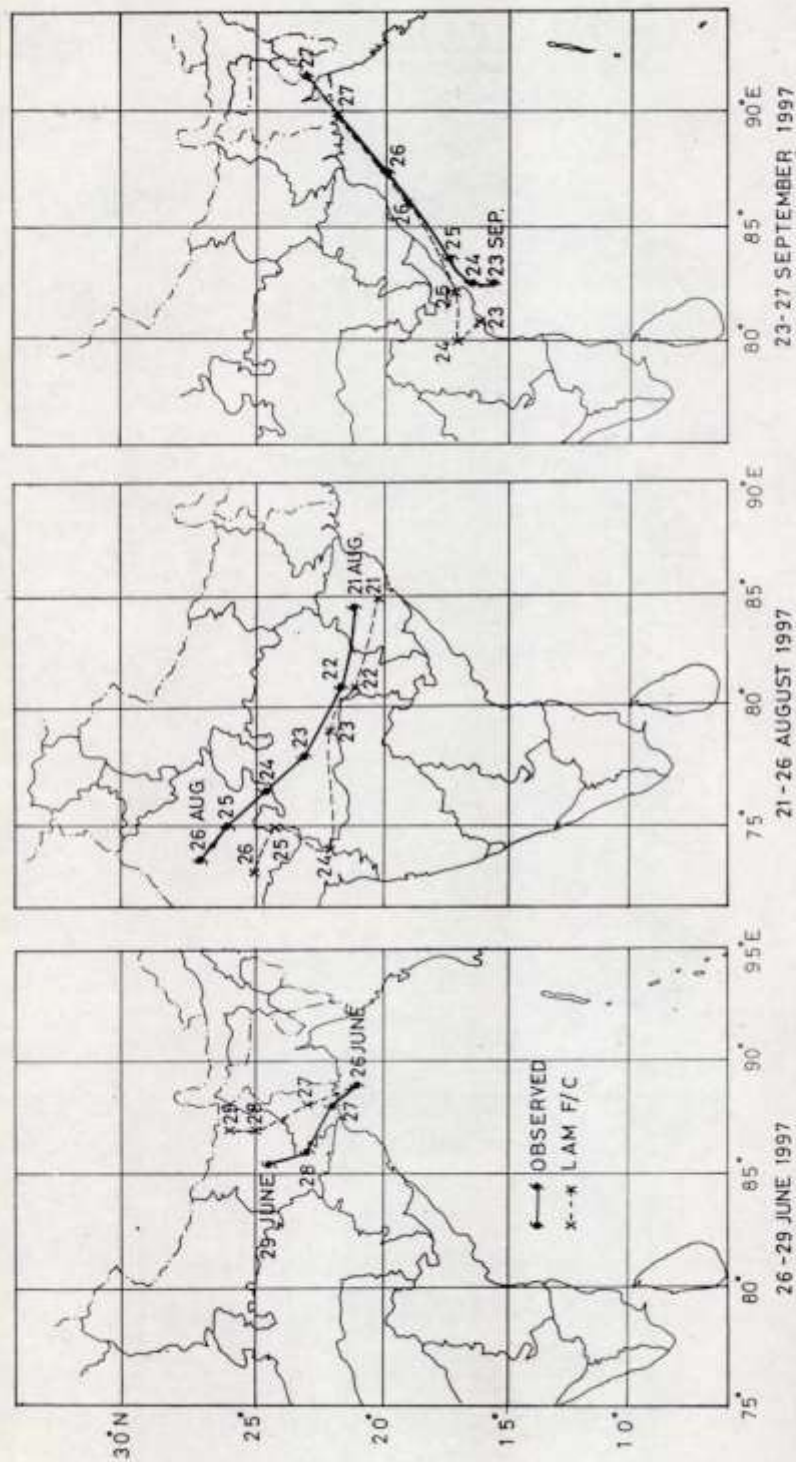 30°N
25°
20°
15°
10°
75°
80°
85°
90°
95°E
29 JUNE
28
27
26 JUNE
29
28
27
OBSERVED
LAM F/C
26-29 JUNE 1997
75°
80°
85°
90°E
26 AUG
25
24
23
22
21 AUG.
26
25
24
23
22
21
21-26 AUGUST 1997
80°
85°
90°E
27
27
26
26
25
25
24
24
23 SEP.
23
23-27 SEPTEMBER 1997